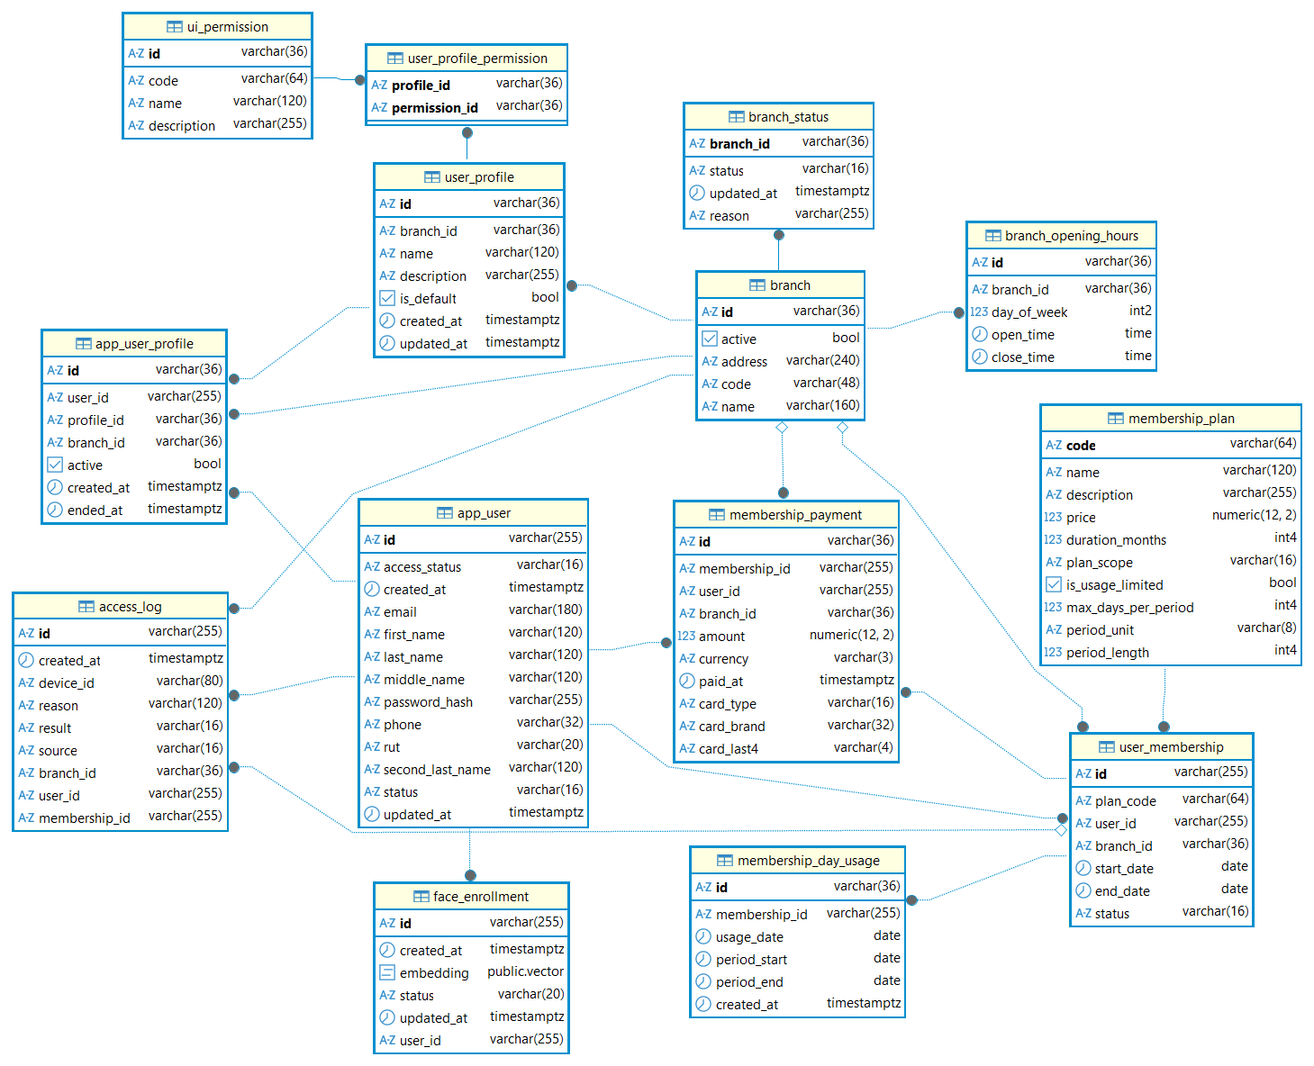 ui_permission
A-Z id varchar(36)
A-Z code varchar(64)
A-Z name varchar(120)
A-Z description varchar(255)
user_profile_permission
A-Z profile_id varchar(36)
A-Z permission_id varchar(36)
branch_status
A-Z branch_id varchar(36)
A-Z status varchar(16)
updated_at timestamptz
A-Z reason varchar(255)
user_profile
A-Z id varchar(36)
A-Z branch_id varchar(36)
A-Z name varchar(120)
A-Z description varchar(255)
is_default bool
created_at timestamptz
updated_at timestamptz
branch_opening_hours
A-Z id varchar(36)
A-Z branch_id varchar(36)
123 day_of_week int2
open_time time
close_time time
branch
A-Z id varchar(36)
active bool
A-Z address varchar(240)
A-Z code varchar(48)
A-Z name varchar(160)
app_user_profile
A-Z id varchar(36)
A-Z user_id varchar(255)
A-Z profile_id varchar(36)
A-Z branch_id varchar(36)
active bool
created_at timestamptz
ended_at timestamptz
membership_plan
A-Z code varchar(64)
A-Z name varchar(120)
A-Z description varchar(255)
123 price numeric(12, 2)
123 duration_months int4
A-Z plan_scope varchar(16)
is_usage_limited bool
123 max_days_per_period int4
A-Z period_unit varchar(8)
123 period_length int4
app_user
A-Z id varchar(255)
A-Z access_status varchar(16)
created_at timestamptz
A-Z email varchar(180)
A-Z first_name varchar(120)
A-Z last_name varchar(120)
A-Z middle_name varchar(120)
A-Z password_hash varchar(255)
A-Z phone varchar(32)
A-Z rut varchar(20)
A-Z second_last_name varchar(120)
A-Z status varchar(16)
updated_at timestamptz
membership_payment
A-Z id varchar(36)
A-Z membership_id varchar(255)
A-Z user_id varchar(255)
A-Z branch_id varchar(36)
123 amount numeric(12, 2)
A-Z currency varchar(3)
paid_at timestamptz
A-Z card_type varchar(16)
A-Z card_brand varchar(32)
A-Z card_last4 varchar(4)
access_log
A-Z id varchar(255)
created_at timestamptz
A-Z device_id varchar(80)
A-Z reason varchar(120)
A-Z result varchar(16)
A-Z source varchar(16)
A-Z branch_id varchar(36)
A-Z user_id varchar(255)
A-Z membership_id varchar(255)
user_membership
A-Z id varchar(255)
A-Z plan_code varchar(64)
A-Z user_id varchar(255)
A-Z branch_id varchar(36)
start_date date
end_date date
A-Z status varchar(16)
membership_day_usage
A-Z id varchar(36)
A-Z membership_id varchar(255)
usage_date date
period_start date
period_end date
created_at timestamptz
face_enrollment
A-Z id varchar(255)
created_at timestamptz
embedding public.vector
A-Z status varchar(20)
updated_at timestamptz
A-Z user_id varchar(255)